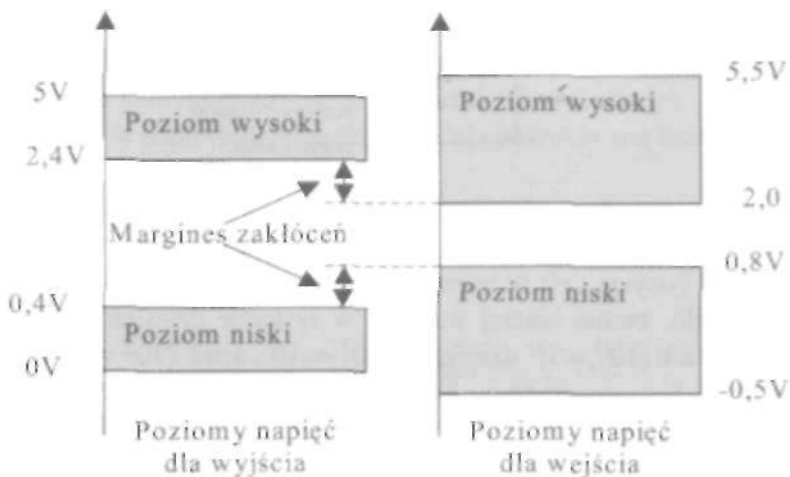 5V
Poziom wysoki
2,4V
Margines zakłóceń
0,4V
Poziom niski
0V
Poziomy napięć
dla wyjścia
5,5V
Poziom wysoki
2,0
0,8V
Poziom niski
-0,5V
Poziomy napięć
dla wejścia